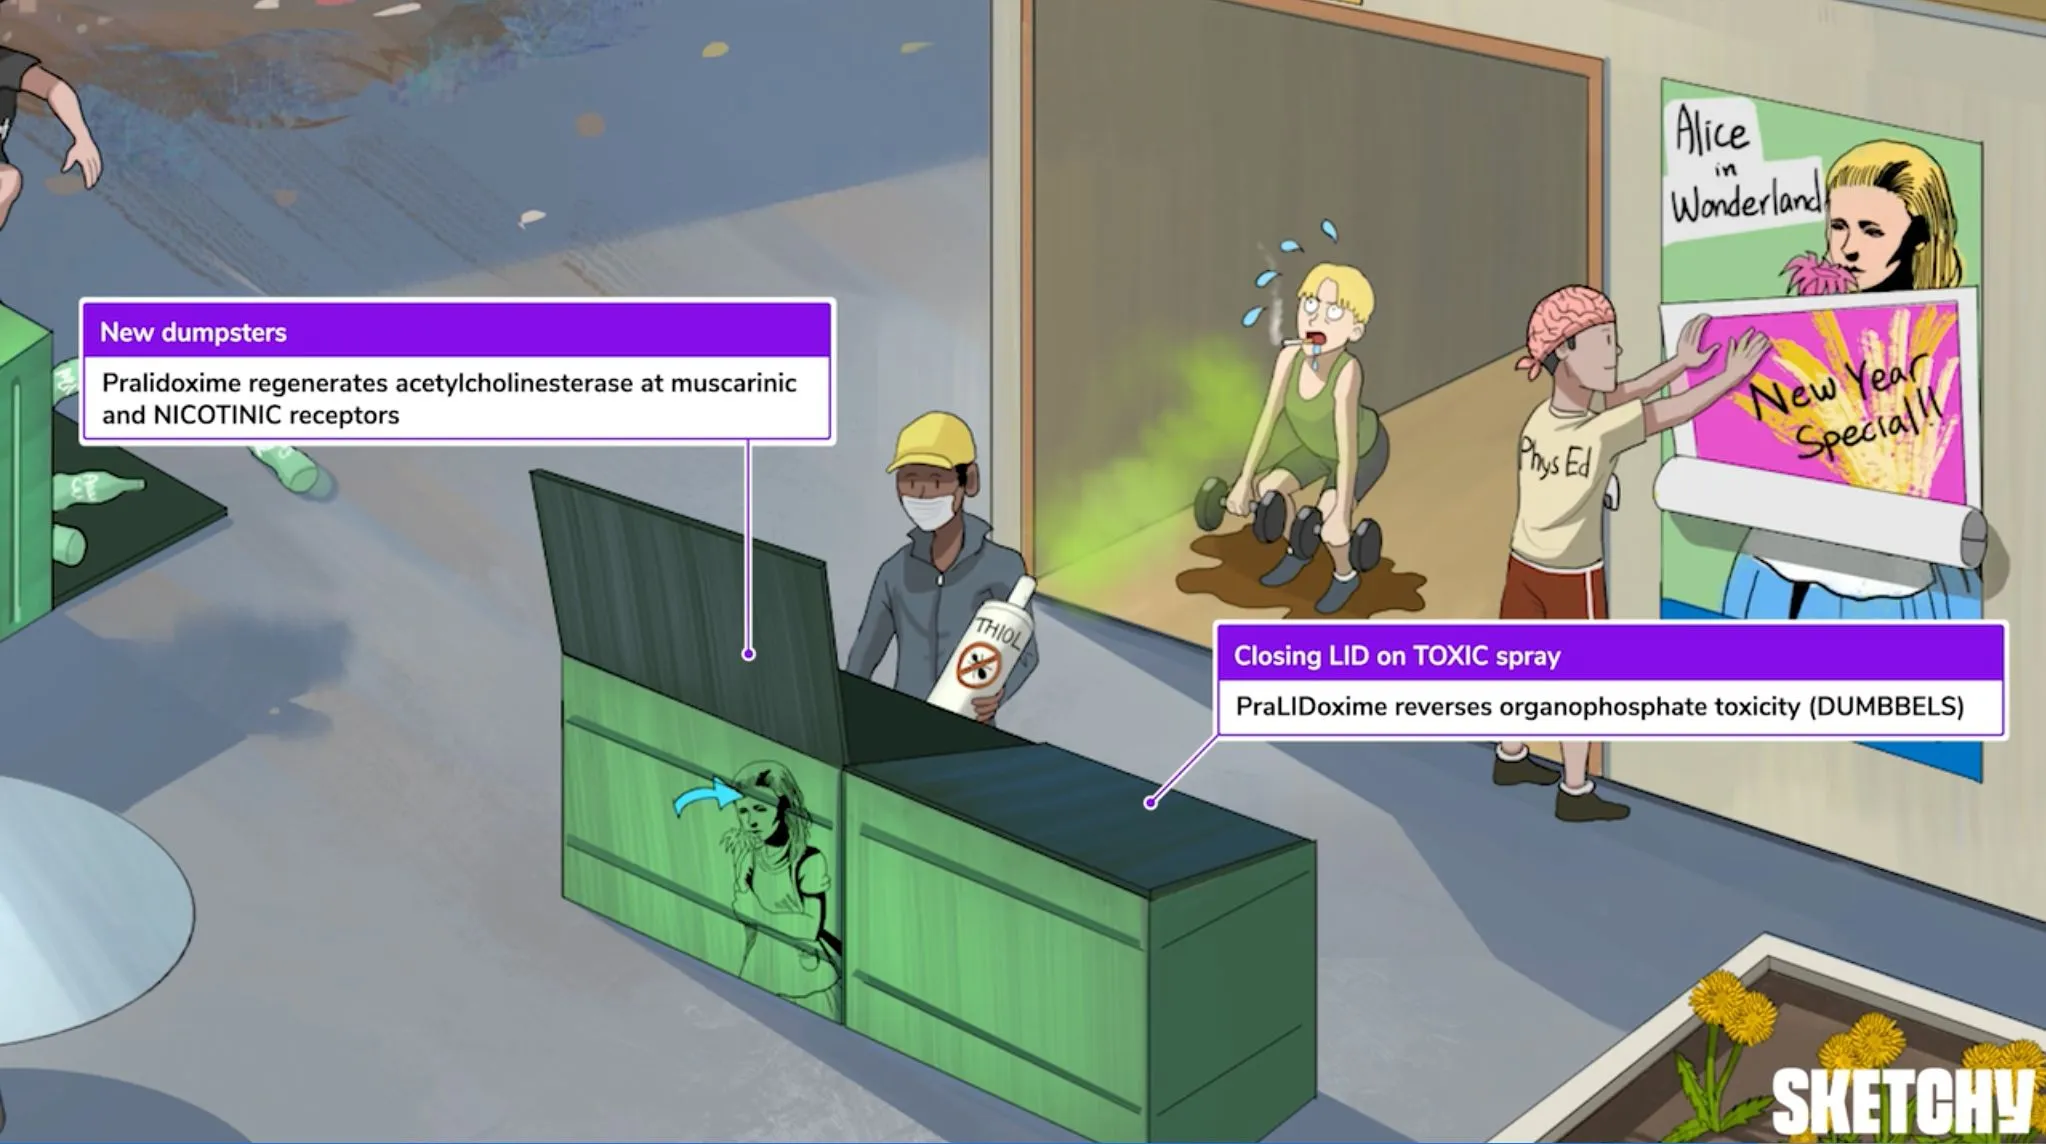 Alice
in
Wonderland
New dumpsters
Pralidoxime regenerates acetylcholinesterase at muscarinic
and NICOTINIC receptors
New Year
Special!!
Phys Ed
THIOL
Closing LID on TOXIC spray
PraLIDoxime reverses organophosphate toxicity (DUMBBELS)
SKETCHY